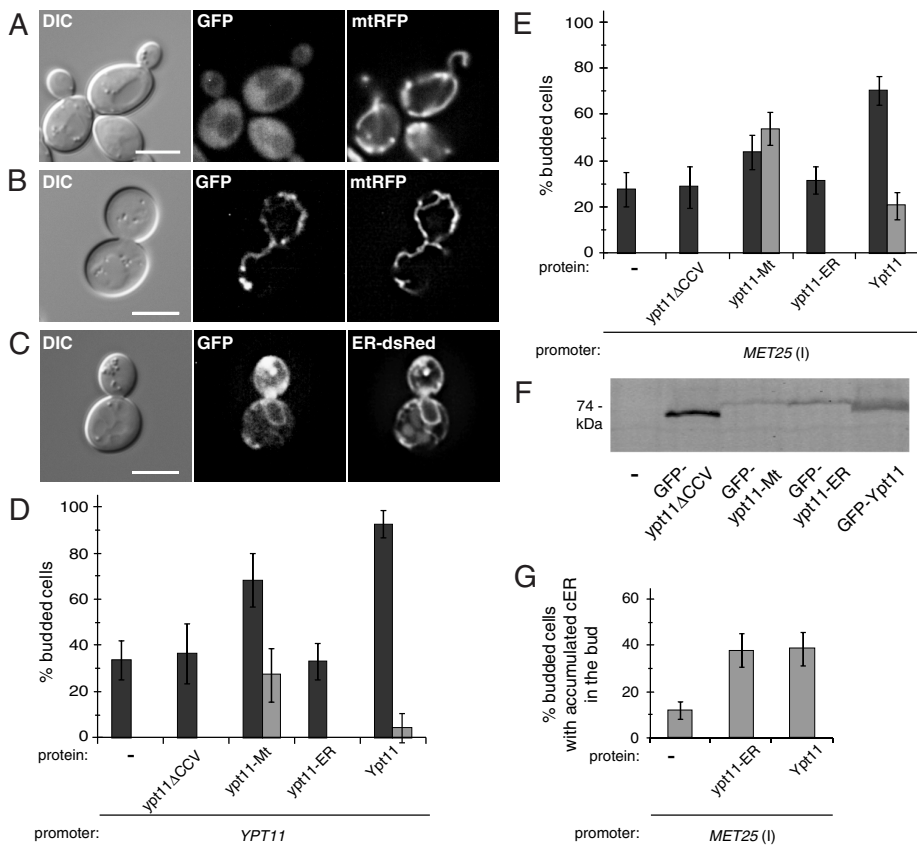 A
DIC
GFP
mtRFP
B
DIC
GFP
mtRFP
C
DIC
GFP
ER-dsRed
D
% budded cells
100
80
60
40
20
0
protein:
-
ypt11ΔCCV
ypt11-Mt
ypt11-ER
Ypt11
promoter:
YPT11
E
% budded cells
100
80
60
40
20
0
protein:
-
ypt11ΔCCV
ypt11-Mt
ypt11-ER
Ypt11
promoter:
MET25 (I)
F
74 -
kDa
-
GFP-
ypt11ΔCCV
GFP-
ypt11-Mt
GFP-
ypt11-ER
GFP-Ypt11
G
% budded cells
with accumulated cER
in the bud
60
40
20
0
protein:
-
ypt11-ER
Ypt11
promoter:
MET25 (I)